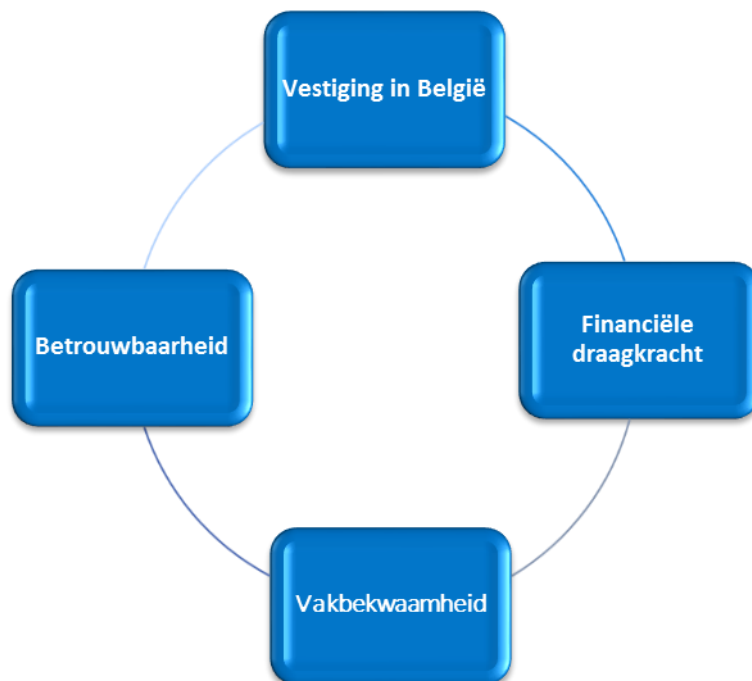 Vestiging in België
Financiële
draagkracht
Vakbekwaamheid
Betrouwbaarheid